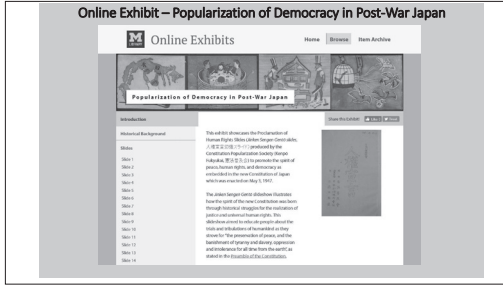 Online Exhibit – Popularization of Democracy in Post-War Japan
M
Online Exhibits
Home
Browse
Item Archive
Popularization of Democracy in Post-War Japan
Introduction
Historical Background
Slides
Slide 1
Slide 2
Slide 3
Slide 4
Slide 5
Slide 6
Slide 7
Slide 8
Slide 9
Slide 10
Slide 11
Slide 12
Slide 13
Slide 14
Share this Exhibit
This exhibit showcases the Proclamation of
Human Rights Slides (Jinken Sengen Gentō
produced by the
Constitution Popularization Society (Kenpō
Fukyūkai, to promote the spirit of
peace, human rights, and democracy as
embedded in the new Constitution of Japan
which was enacted on May 3, 1947.
The Jinken Sengen Gentō slideshow illustrates
how the spirit of the new Constitution was born
through historical struggles for the realization of
justice and universal human rights. This
slideshow aimed to educate people about the
trials and tribulations of humankind as they
strove for "the preservation of peace, and the
banishment of tyranny and slavery, oppression
and intolerance for all time from the earth", as
stated in the Preamble of the Constitution.